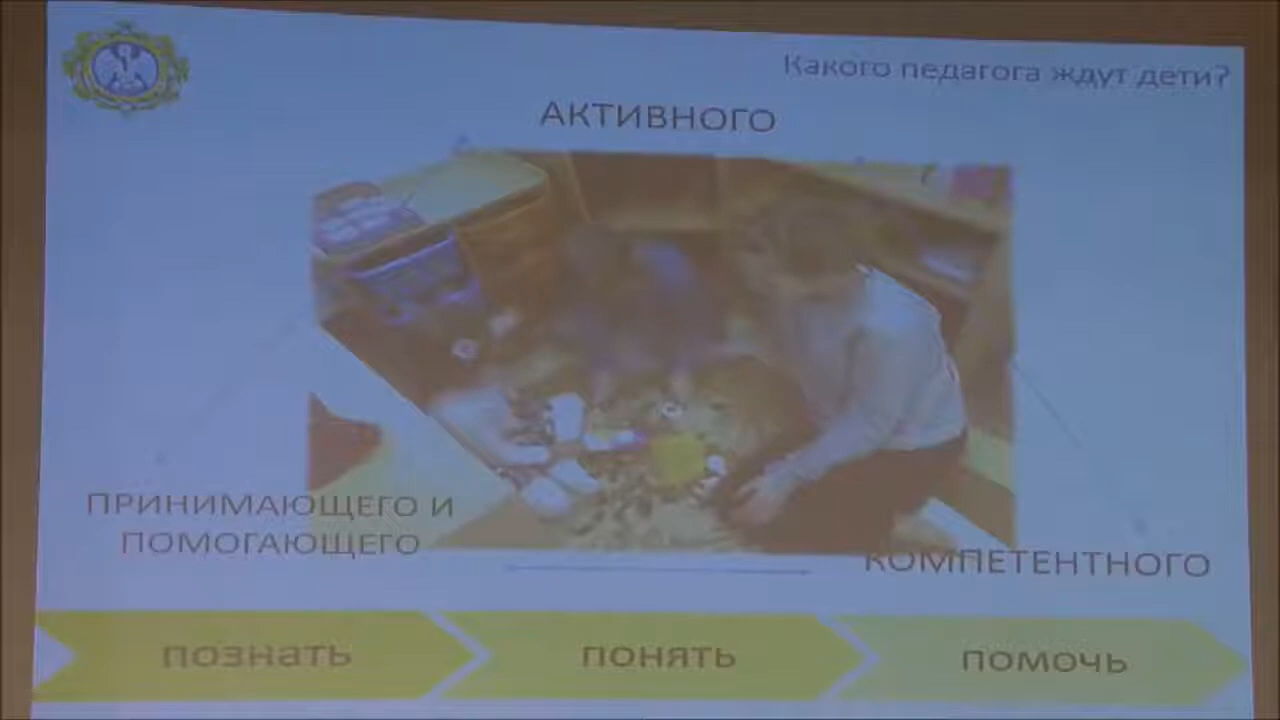 Какого педагога ждут дети?
АКТИВНОГО
ПРИНИМАЮЩЕГО И
ПОМОГАЮЩЕГО
КОМПЕТЕНТНОГО
познать
понять
помочь